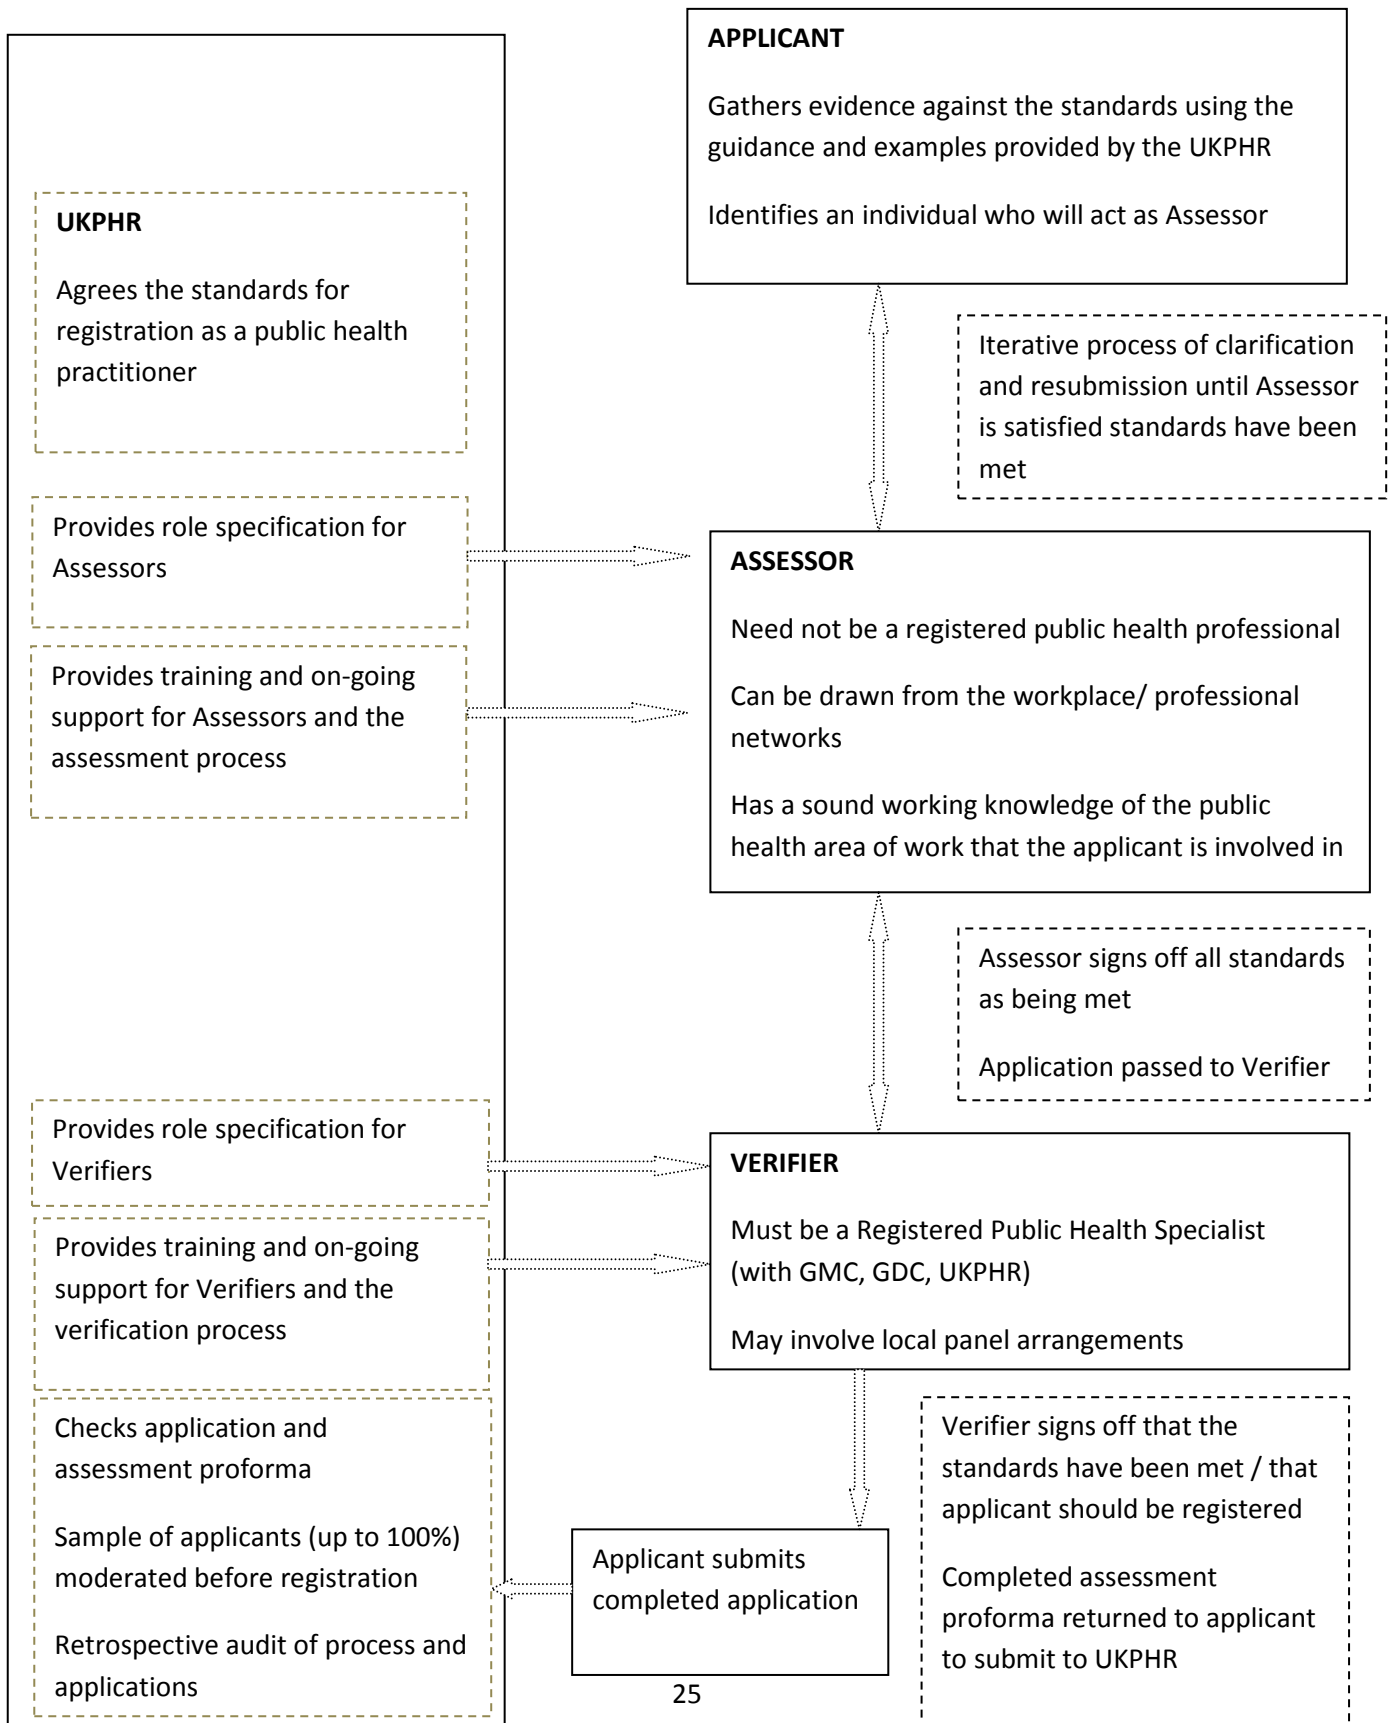 APPLICANT
Gathers evidence against the standards using the
guidance and examples provided by the UKPHR
Identifies an individual who will act as Assessor
UKPHR
Agrees the standards for
registration as a public health
practitioner
Iterative process of clarification
and resubmission until Assessor
is satisfied standards have been
met
Provides role specification for
Assessors
Provides training and on-going
support for Assessors and the
assessment process
ASSESSOR
Need not be a registered public health professional
Can be drawn from the workplace/ professional
networks
Has a sound working knowledge of the public
health area of work that the applicant is involved in
Assessor signs off all standards
as being met
Application passed to Verifier
Provides role specification for
Verifiers
Provides training and on-going
support for Verifiers and the
verification process
VERIFIER
Must be a Registered Public Health Specialist
(with GMC, GDC, UKPHR)
May involve local panel arrangements
Verifier signs off that the
standards have been met / that
applicant should be registered
Completed assessment
proforma returned to applicant
to submit to UKPHR
Applicant submits
completed application
Checks application and
assessment proforma
Sample of applicants (up to 100%)
moderated before registration
Retrospective audit of process and
applications
25